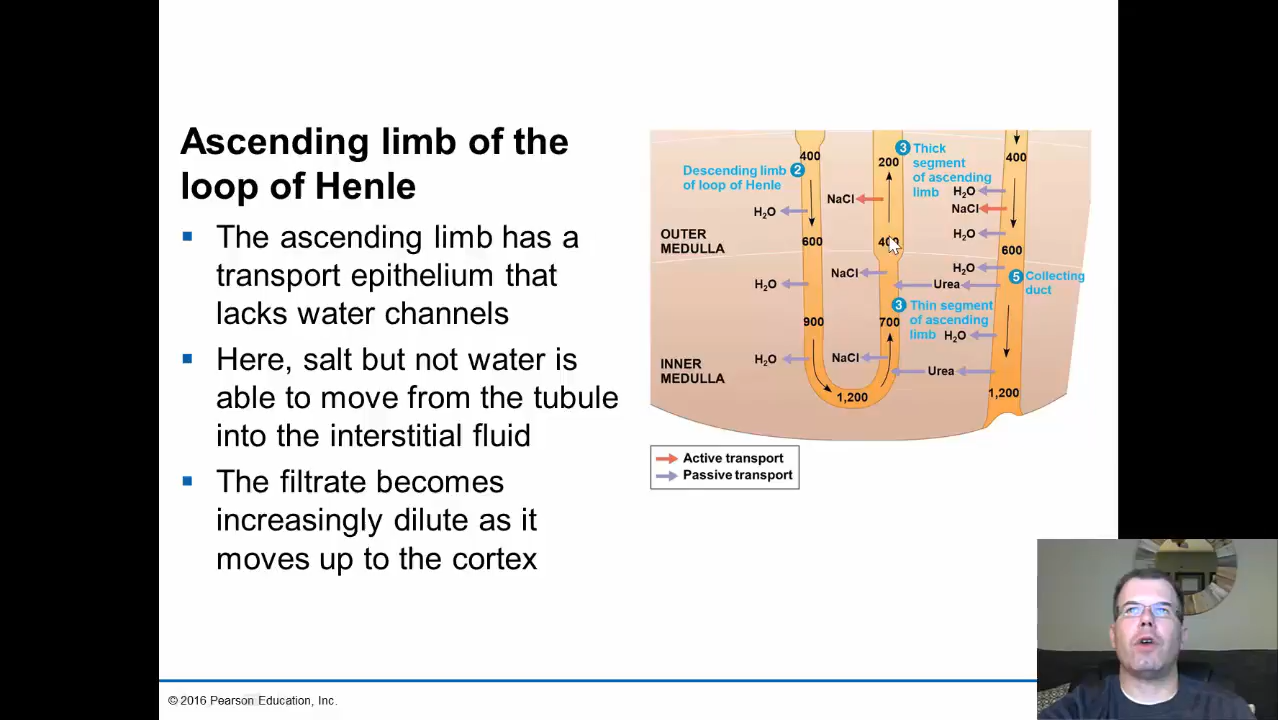 Ascending limb of the
loop of Henle
▪ The ascending limb has a
transport epithelium that
lacks water channels
▪ Here, salt but not water is
able to move from the tubule
into the interstitial fluid
▪ The filtrate becomes
increasingly dilute as it
moves up to the cortex
400
Descending limb 2
of loop of Henle
H₂O
600
OUTER
MEDULLA
H₂O
900
INNER
MEDULLA
H₂O
1,200
3 Thick
segment
of ascending
limb
200
NaCl
400
NaCl
3 Thin segment
of ascending
limb
700
NaCl
400
H₂O
NaCl
H₂O
600
H₂O
5 Collecting
duct
Urea
H₂O
Urea
1,200
Active transport
Passive transport
© 2016 Pearson Education, Inc.